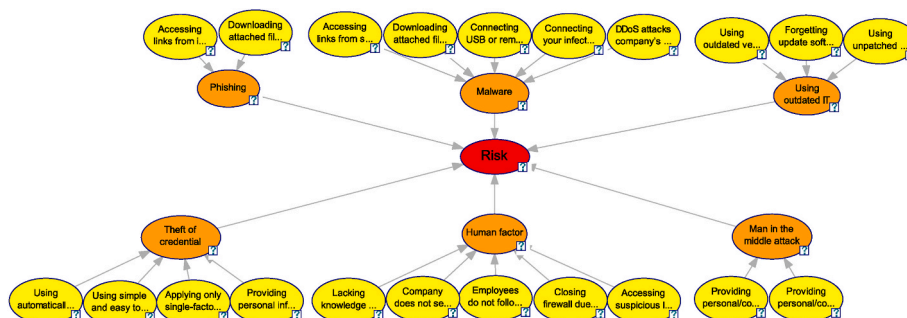 Accessing
links from i...
Downloading
attached fil...
Accessing
links from s...
Downloading
attached fil...
Connecting
USB or rem...
Connecting
your infect...
DDoS attacks
company's ...
Using
outdated ve...
Forgetting
update soft...
Using
unpatched ...
Phishing
Malware
Using
outdated IT
Risk
Theft of
credential
Human factor
Man in the
middle attack
Using
automaticall...
Using simple
and easy to...
Applying only
single-facto...
Providing
personal inf...
Lacking
knowledge ...
Company
does not se...
Employees
do not follo...
Closing
firewall due...
Accessing
suspicious l...
Providing
personal/co...
Providing
personal/co...